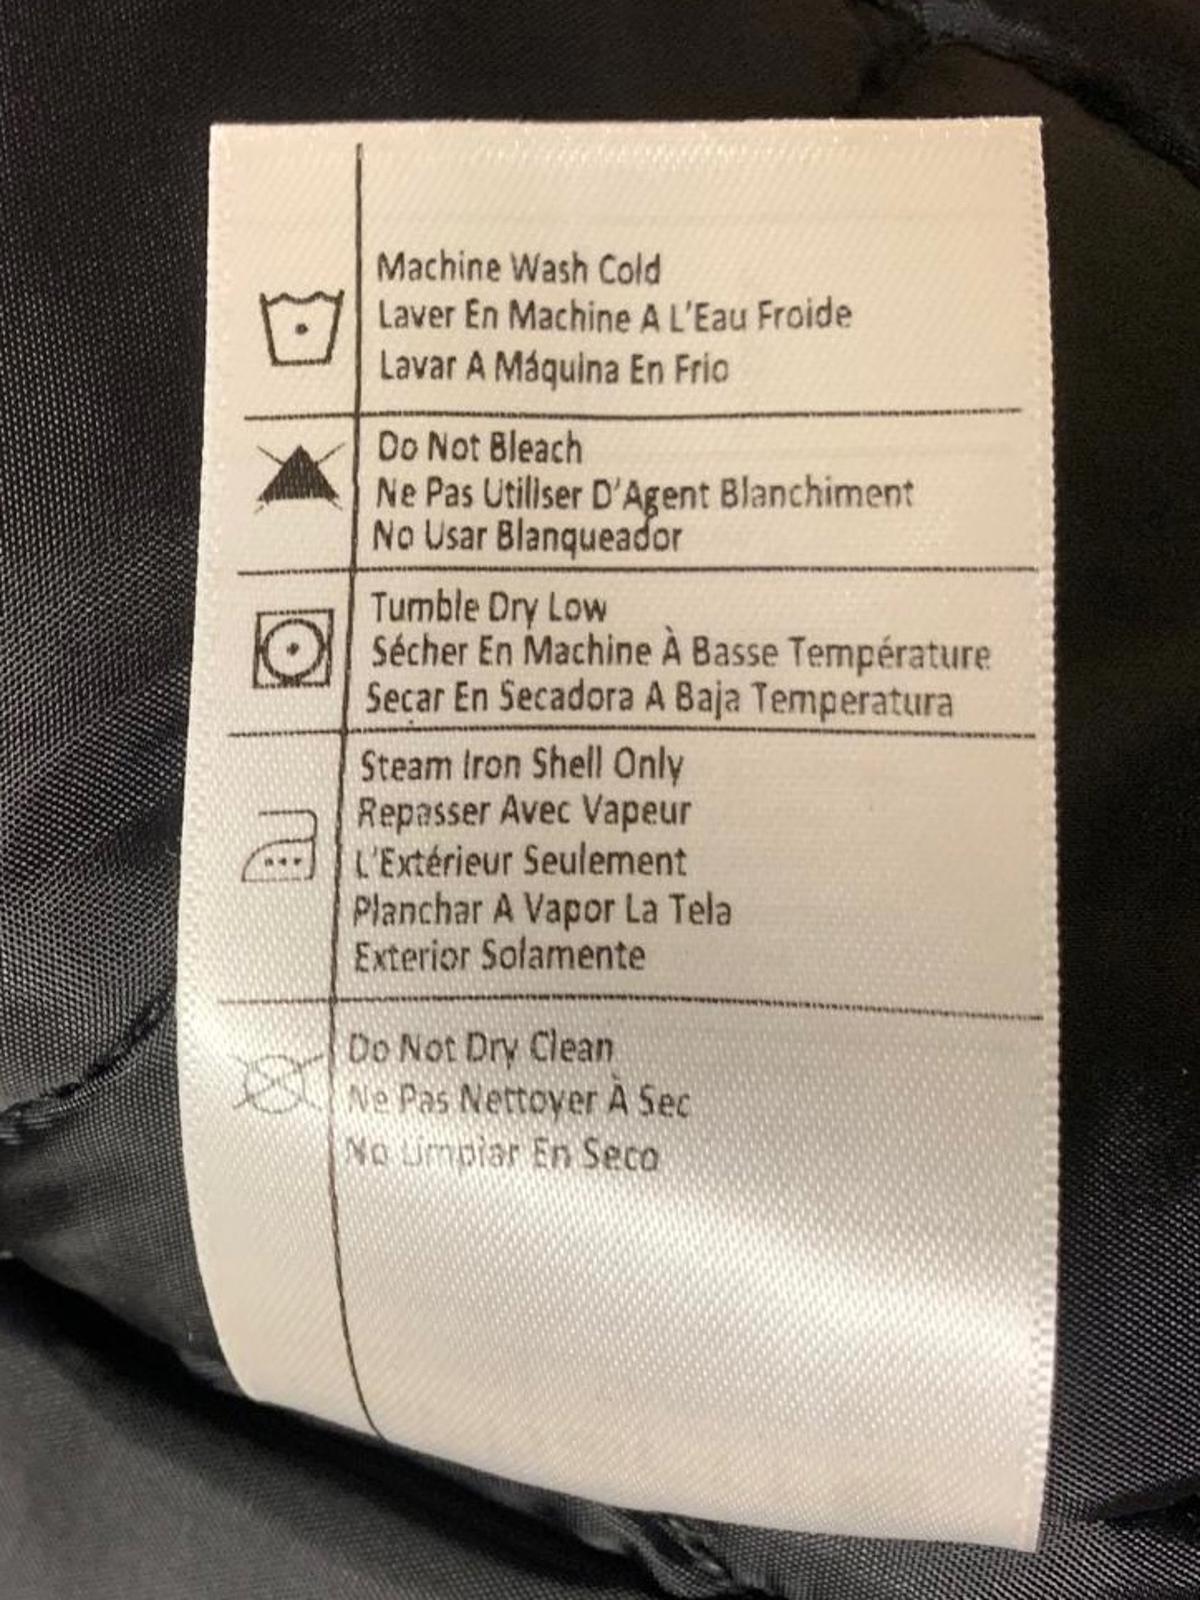 Machine Wash Cold
Laver En Machine A L'Eau Froide
Lavar A Máquina En Frio
Do Not Bleach
Ne Pas Utiliser D'Agent Blanchiment
No Usar Blanqueador
Tumble Dry Low
Sécher En Machine À Basse Température
Secar En Secadora A Baja Temperatura
Steam Iron Shell Only
Repasser Avec Vapeur
L'Extérieur Seulement
Planchar A Vapor La Tela
Exterior Solamente
Do Not Dry Clean
Ne Pas Nettoyer À Sec
No Limpiar En Seco